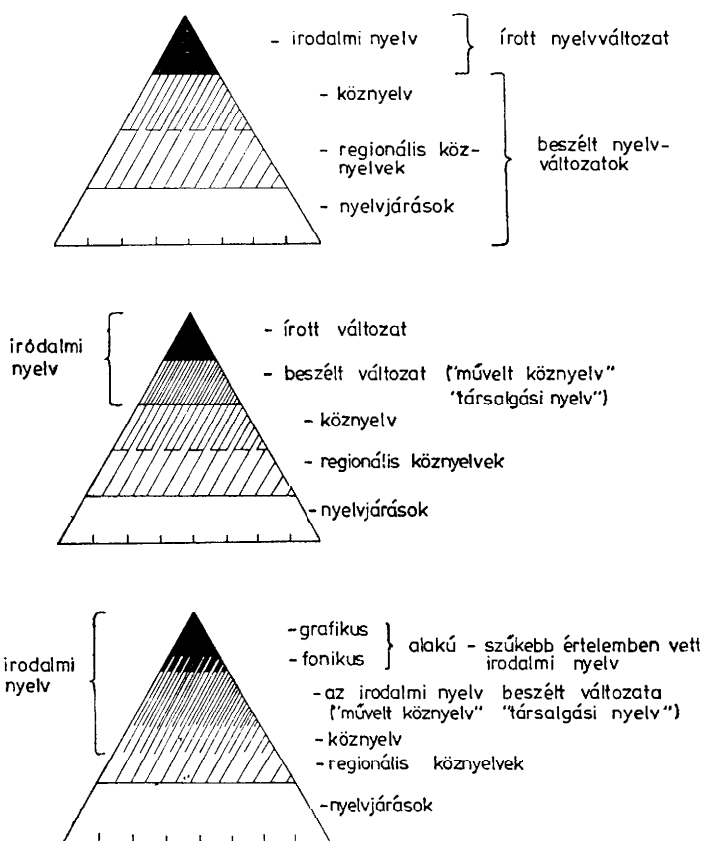 - irodalmi nyelv
írott nyelvváltozat
- köznyelv
- regionális köz-
nyelvek
beszélt nyelv-
változatok
- nyelvjárások
iródalmi
nyelv
- írott változat
- beszélt változat ("művelt köznyelv"
"társalgási nyelv")
- köznyelv
- regionális köznyelvek
- nyelvjárások
irodalmi
nyelv
- grafikus
- fonikus
alakú - szűkebb értelemben vett
irodalmi nyelv
- az irodalmi nyelv beszélt változata
("művelt köznyelv" "társalgási nyelv")
- köznyelv
- regionális köznyelvek
- nyelvjárások